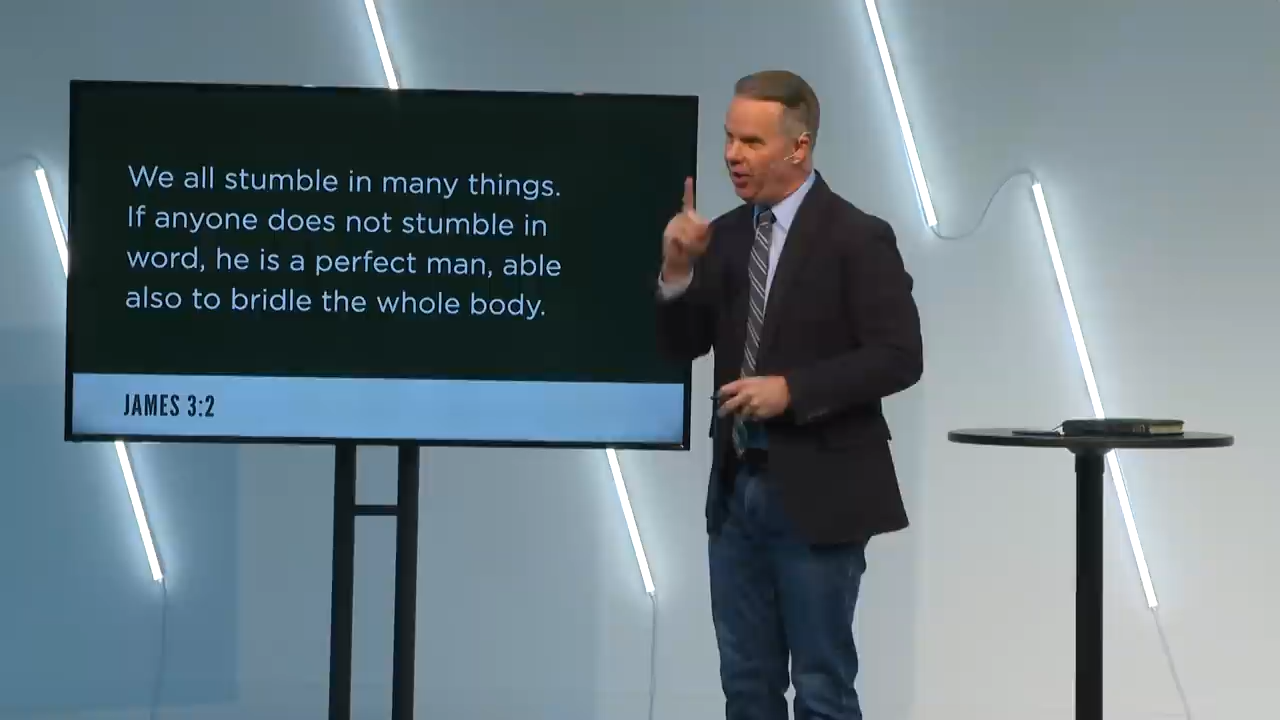 We all stumble in many things.
If anyone does not stumble in
word, he is a perfect man, able
also to bridle the whole body.
JAMES 3:2